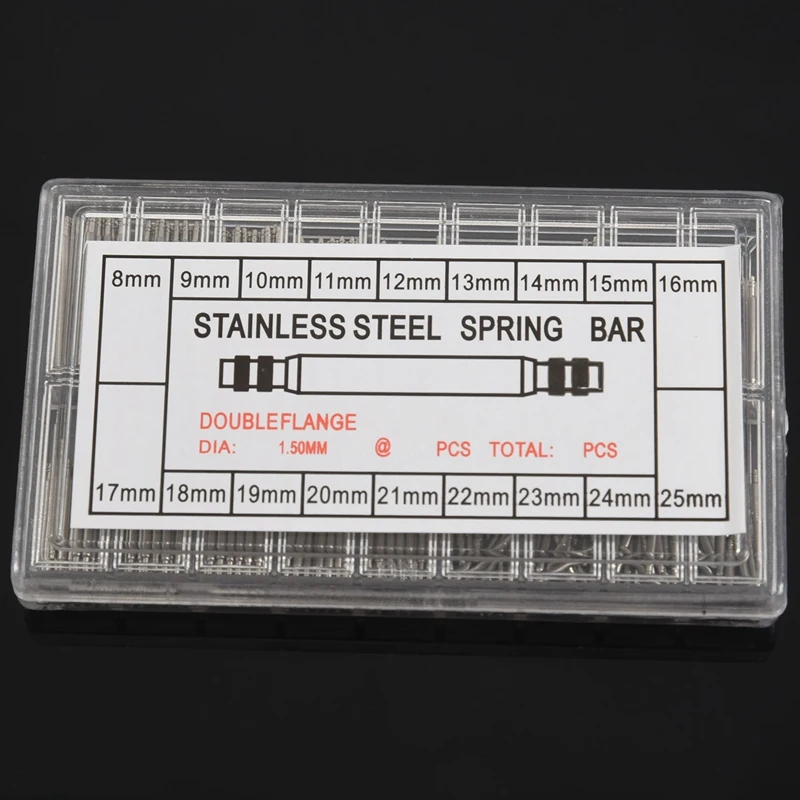 8mm 9mm 10mm 11mm 12mm 13mm 14mm 15mm 16mm
STAINLESS STEEL SPRING BAR
DOUBLEFLANGE
DIA: 1.50MM @ PCS TOTAL: PCS
17mm 18mm 19mm 20mm 21mm 22mm 23mm 24mm 25mm